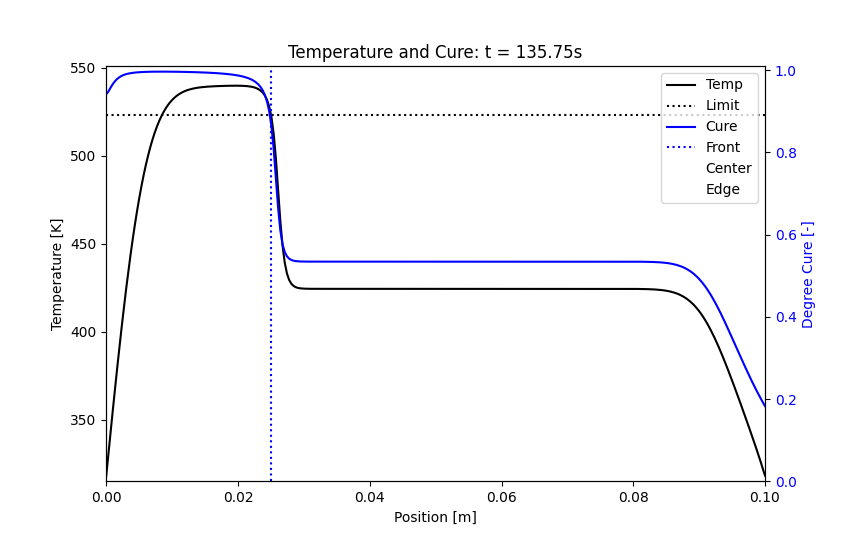 Temperature and Cure: t = 135.75s
550
500
450
400
350
Temperature [K]
1.0
0.8
0.6
0.4
0.2
0.0
Degree Cure [-]
Temp
Limit
Cure
Front
Center
Edge
0.00 0.02 0.04 0.06 0.08 0.10
Position [m]